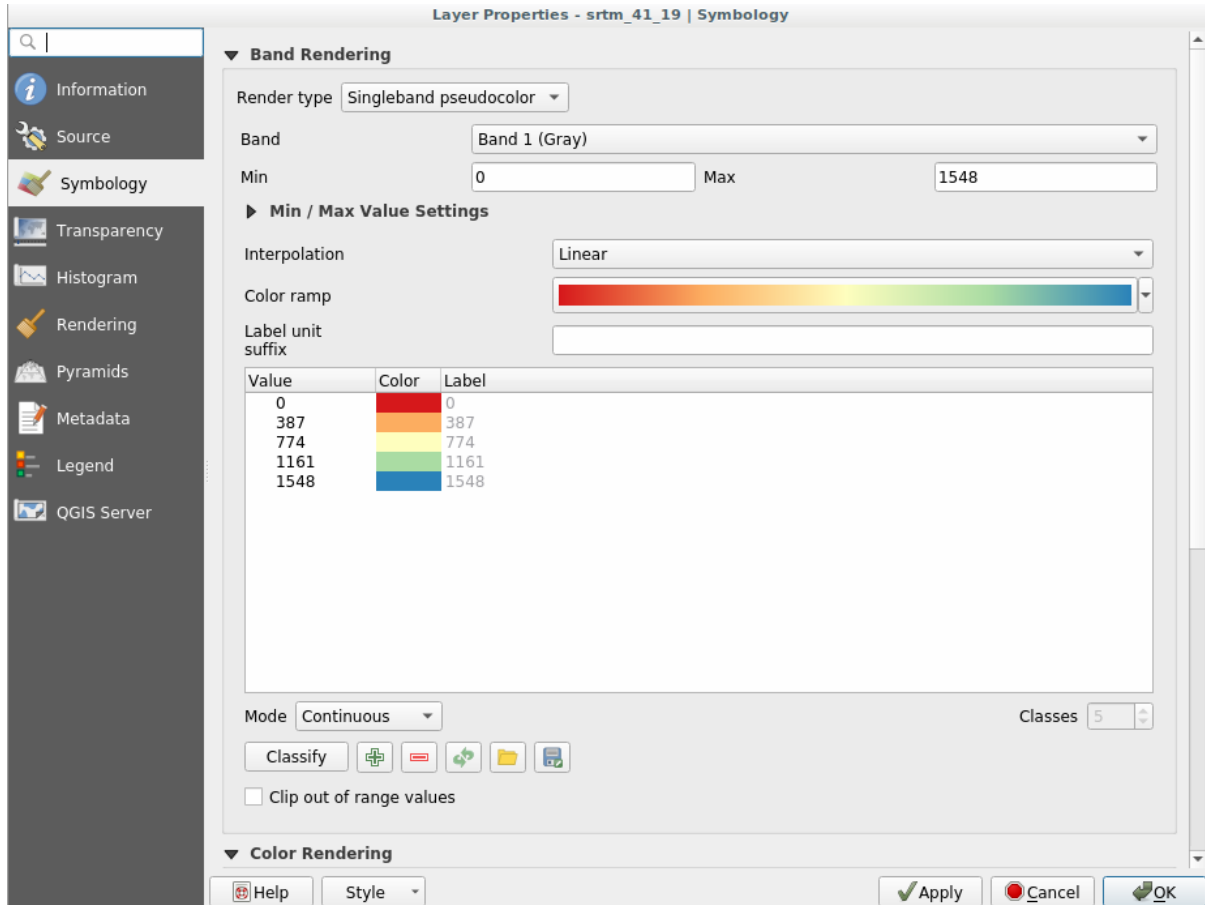 Layer Properties - srtm_41_19 | Symbology
Information
Source
Symbology
Transparency
Histogram
Rendering
Pyramids
Metadata
Legend
QGIS Server
Band Rendering
Render type Singleband pseudocolor
Band Band 1 (Gray)
Min 0 Max 1548
Min / Max Value Settings
Interpolation Linear
Color ramp
Label unit
suffix
Value Color Label
0 0
387 387
774 774
1161 1161
1548 1548
Mode Continuous Classes 5
Classify
Clip out of range values
Color Rendering
Help Style Apply Cancel OK